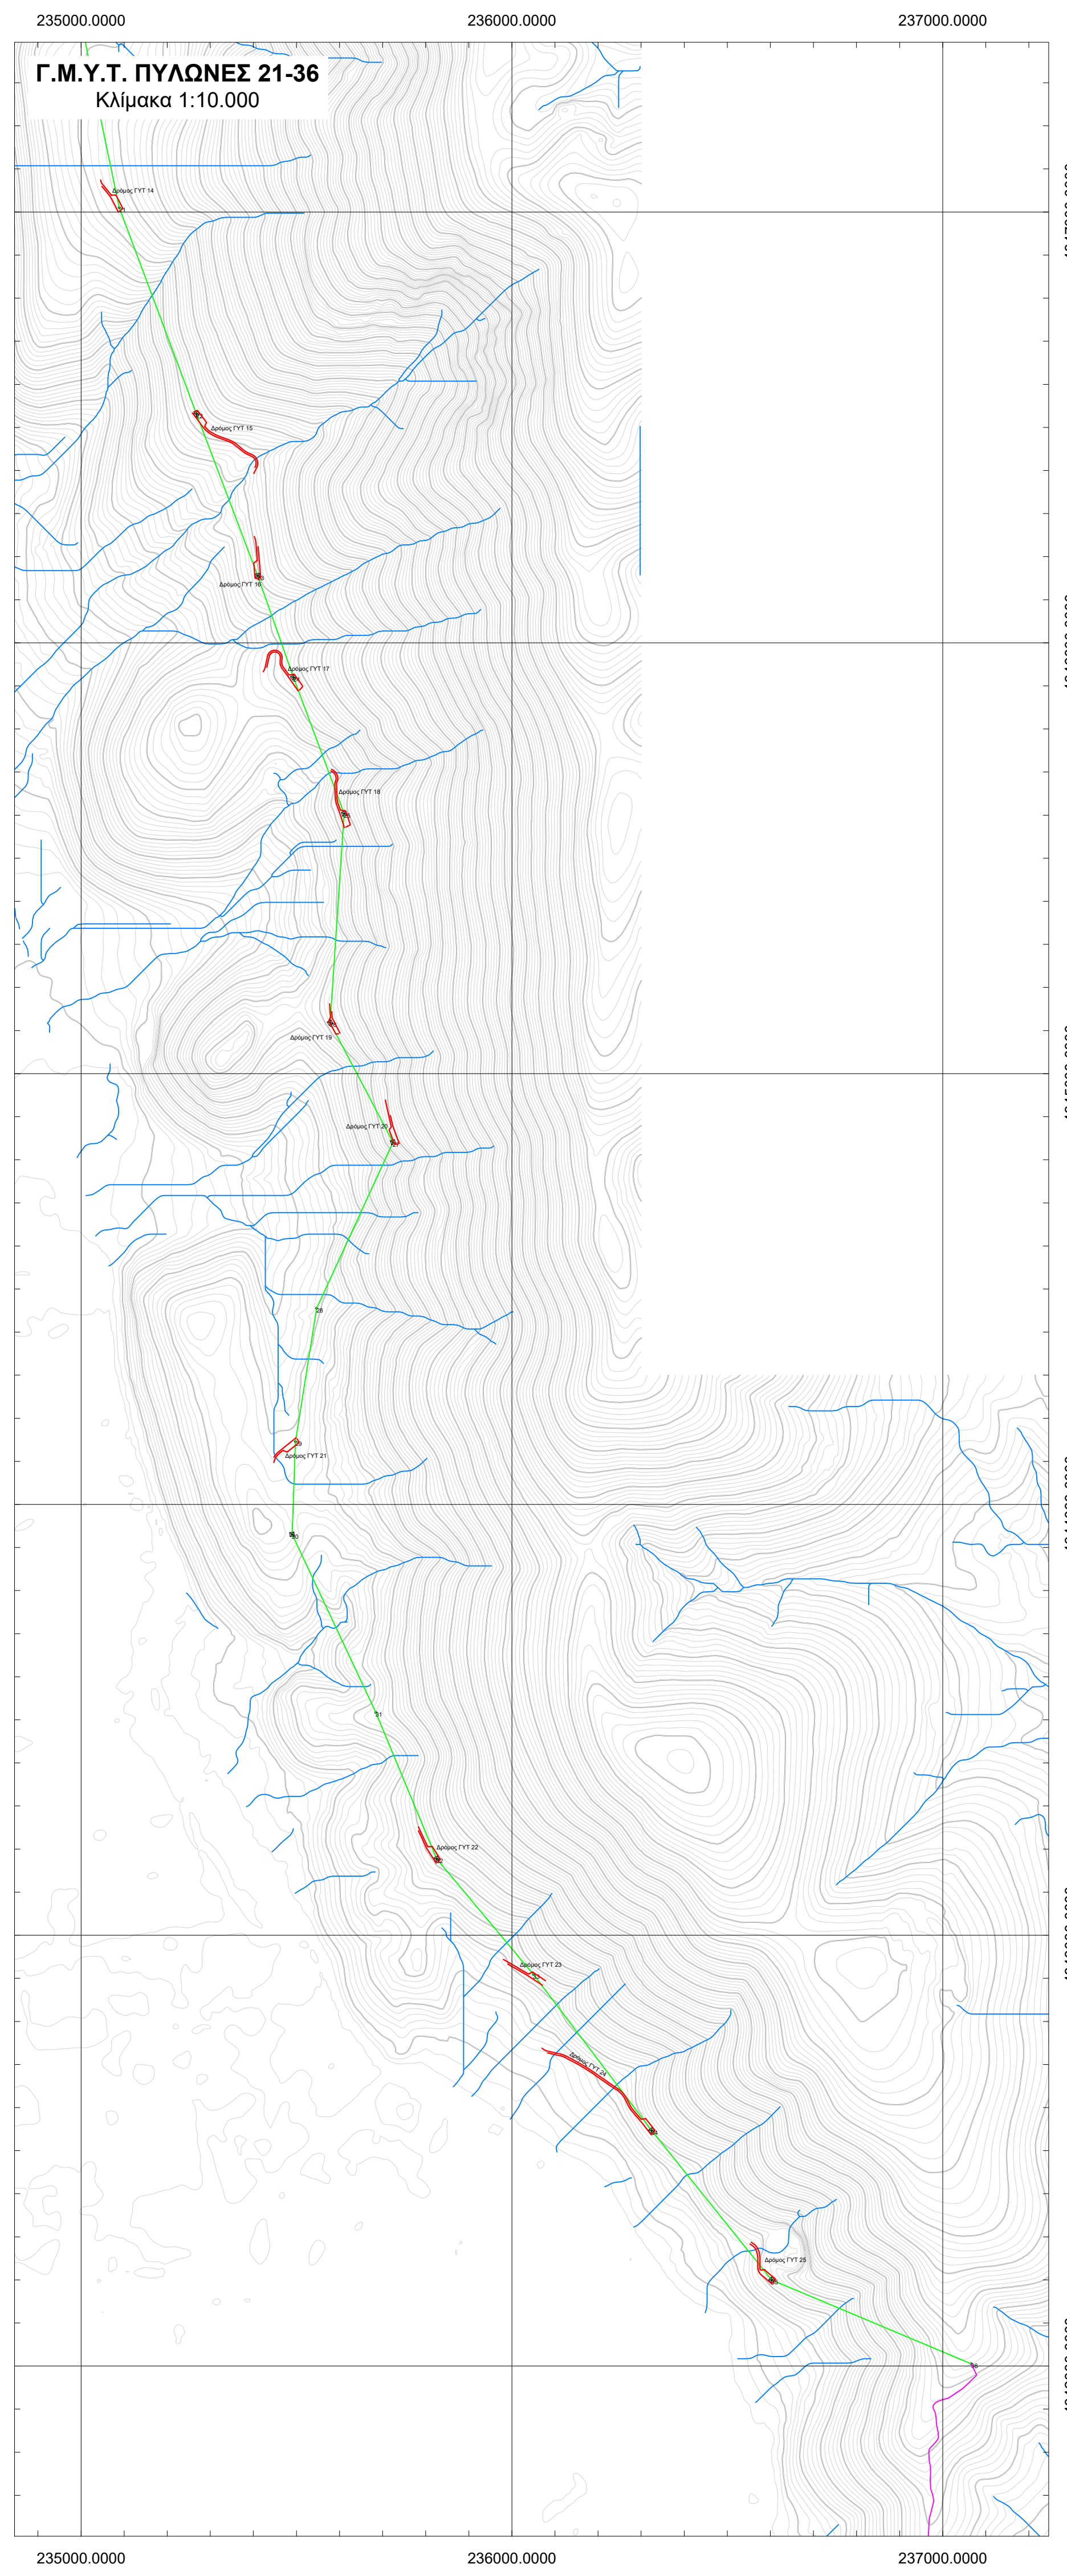 235000.0000 236000.0000 237000.0000
Γ.Μ.Υ.Τ. ΠΥΛΩΝΕΣ 21-36
Κλίμακα 1:10.000
Δρόμος ΓΥΤ 14
Δρόμος ΓΥΤ 15
Δρόμος ΓΥΤ 16
Δρόμος ΓΥΤ 17
Δρόμος ΓΥΤ 18
Δρόμος ΓΥΤ 19
Δρόμος ΓΥΤ 20
28
Δρόμος ΓΥΤ 21
31
Δρόμος ΓΥΤ 22
Δρόμος ΓΥΤ 23
Δρόμος ΓΥΤ 24
Δρόμος ΓΥΤ 25
235000.0000 236000.0000 237000.0000